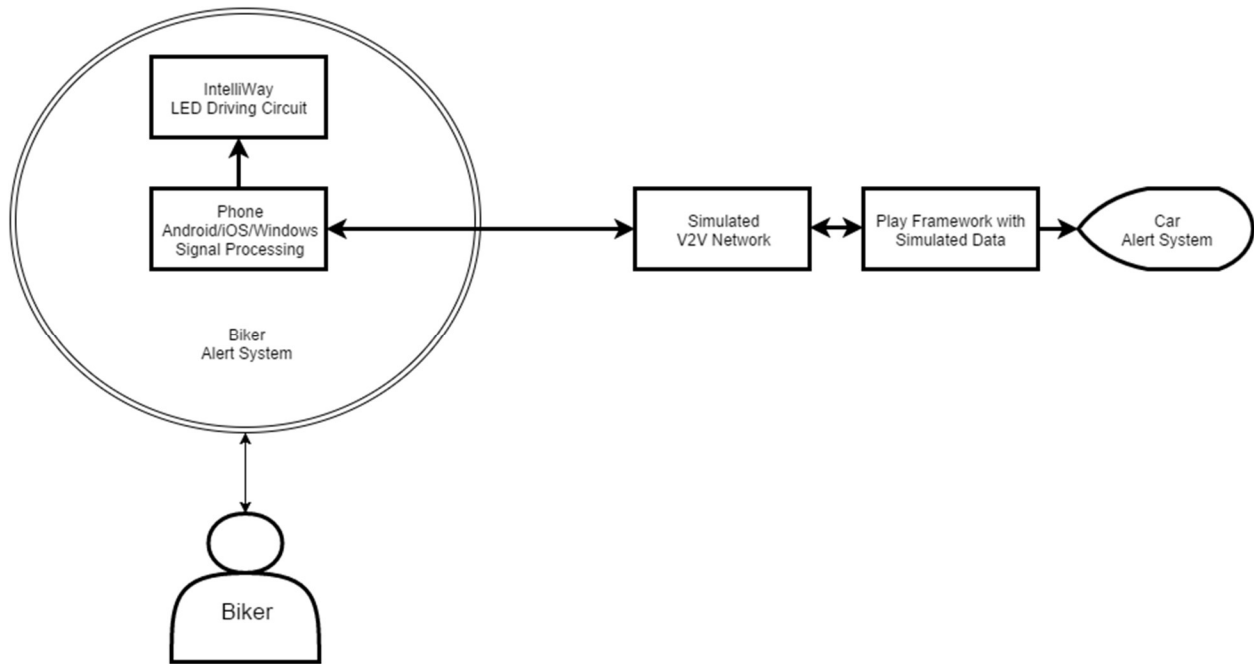 IntelliWay
LED Driving Circuit
Phone
Android/iOS/Windows
Signal Processing
Biker
Alert System
Simulated
V2V Network
Play Framework with
Simulated Data
Car
Alert System
Biker